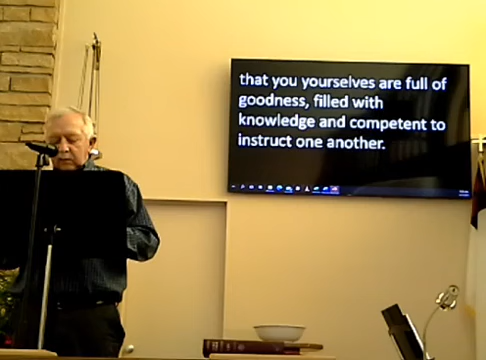 that you yourselves are full of
goodness, filled with
knowledge and competent to
instruct one another.